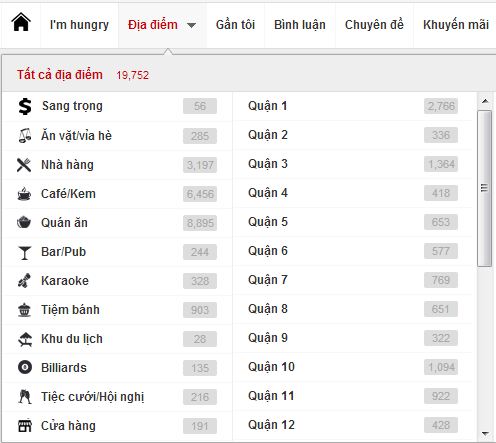 I'm hungry Địa điểm Gần tôi Bình luận Chuyên đề Khuyến mãi
Tất cả địa điểm 19,752
Sang trọng 56 Quận 1 2,766
Ăn vặt/vỉa hè 285 Quận 2 336
Nhà hàng 3,197 Quận 3 1,364
Café/Kem 6,456 Quận 4 418
Quán ăn 8,895 Quận 5 653
Bar/Pub 244 Quận 6 577
Karaoke 328 Quận 7 769
Tiệm bánh 903 Quận 8 651
Khu du lịch 28 Quận 9 322
Billiards 135 Quận 10 1,094
Tiệc cưới/Hội nghị 216 Quận 11 922
Cửa hàng 191 Quận 12 428